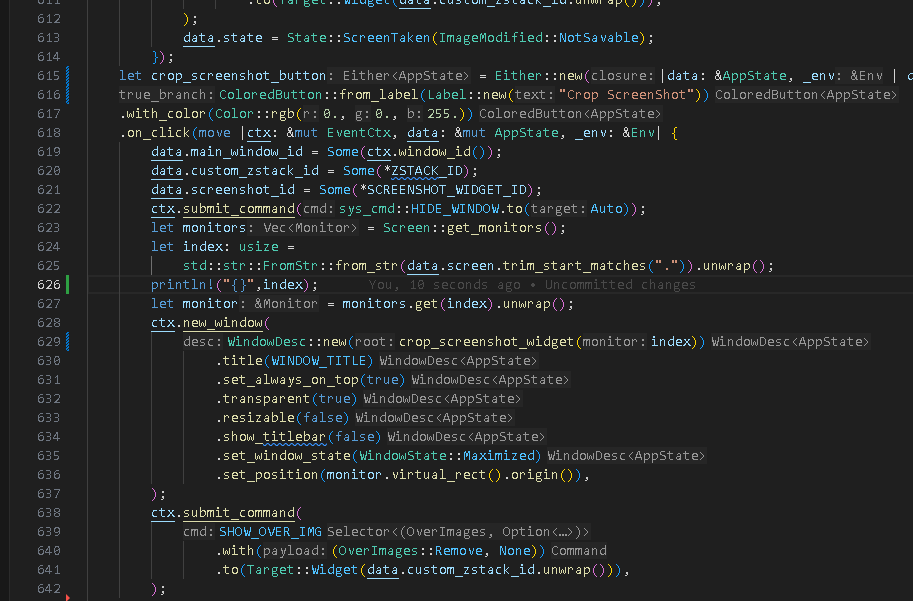 611 .to(Target::Widget(data.custom_zstack_id.unwrap())),
612 );
613 data.state = State::ScreenTaken(ImageModified::NotSavable);
614 });
615 let crop_screenshot_button: Either<AppState> = Either::new(closure: |data: &AppState, _env: &Env |
616 true_branch: ColoredButton::from_label(Label::new(text: "Crop ScreenShot")) ColoredButton<AppState>
617 .with_color(Color::rgb(r: 0., g: 0., b: 255.)) ColoredButton<AppState>
618 .on_click(move |ctx: &mut EventCtx, data: &mut AppState, _env: &Env| {
619 data.main_window_id = Some(ctx.window_id());
620 data.custom_zstack_id = Some(*ZSTACK_ID);
621 data.screenshot_id = Some(*SCREENSHOT_WIDGET_ID);
622 ctx.submit_command(cmd: sys_cmd::HIDE_WINDOW.to(target: Auto));
623 let monitors: Vec<Monitor> = Screen::get_monitors();
624 let index: usize =
625 std::str::FromStr::from_str(data.screen.trim_start_matches(".")).unwrap();
626 println!("{}",index); You, 10 seconds ago • Uncommitted changes
627 let monitor: &Monitor = monitors.get(index).unwrap();
628 ctx.new_window(
629 desc: WindowDesc::new(root: crop_screenshot_widget(monitor: index)) WindowDesc<AppState>
630 .title(WINDOW_TITLE) WindowDesc<AppState>
631 .set_always_on_top(true) WindowDesc<AppState>
632 .transparent(true) WindowDesc<AppState>
633 .resizable(false) WindowDesc<AppState>
634 .show_titlebar(false) WindowDesc<AppState>
635 .set_window_state(WindowState::Maximized) WindowDesc<AppState>
636 .set_position(monitor.virtual_rect().origin()),
637 );
638 ctx.submit_command(
639 cmd: SHOW_OVER_IMG Selector<(OverImages, Option<…>)>
640 .with(payload: (OverImages::Remove, None)) Command
641 .to(Target::Widget(data.custom_zstack_id.unwrap())),
642 );